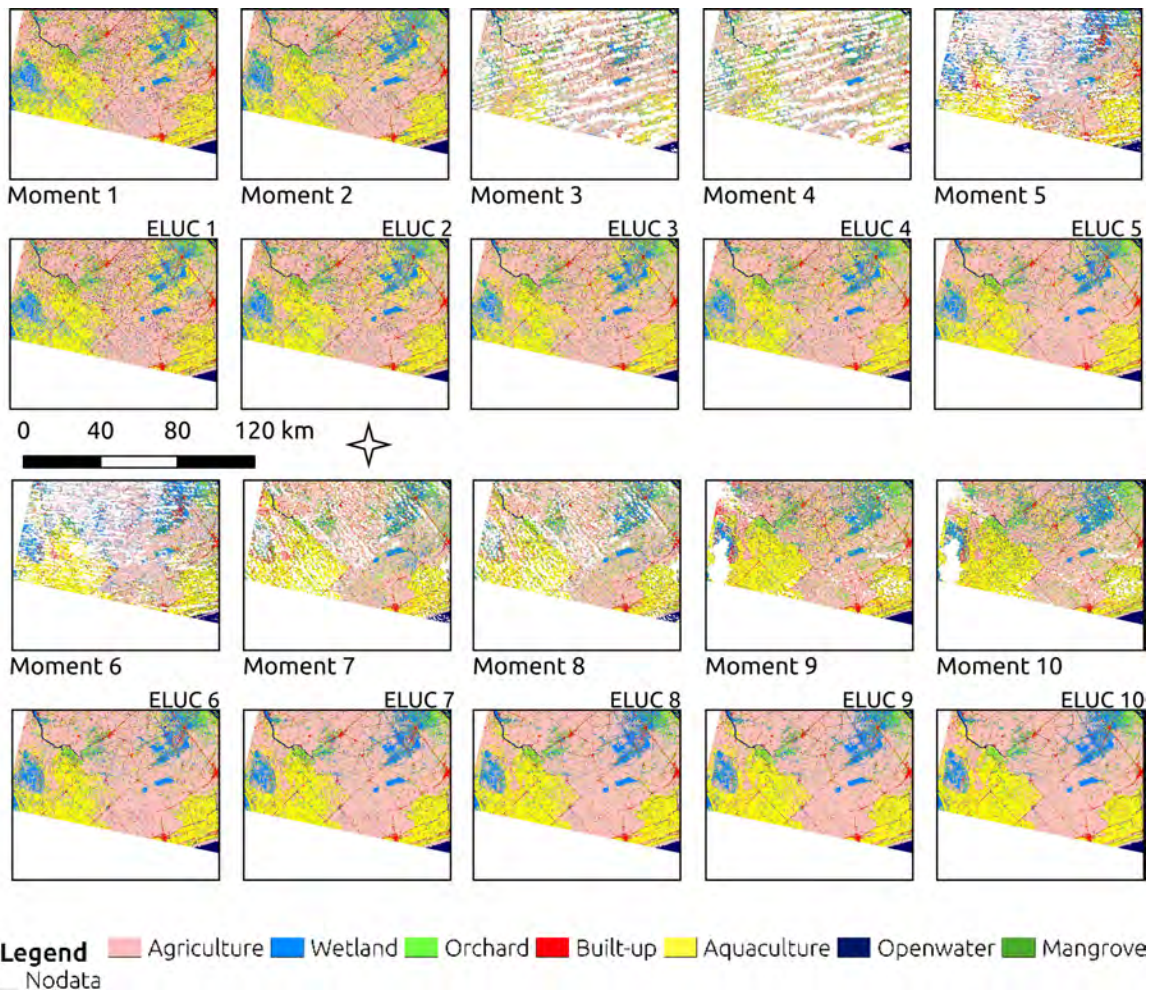 Moment 1 Moment 2 Moment 3 Moment 4 Moment 5
ELUC 1 ELUC 2 ELUC 3 ELUC 4 ELUC 5
0 40 80 120 km
Moment 6 Moment 7 Moment 8 Moment 9 Moment 10
ELUC 6 ELUC 7 ELUC 8 ELUC 9 ELUC 10
Legend Agriculture Wetland Orchard Built-up Aquaculture Openwater Mangrove
Nodata